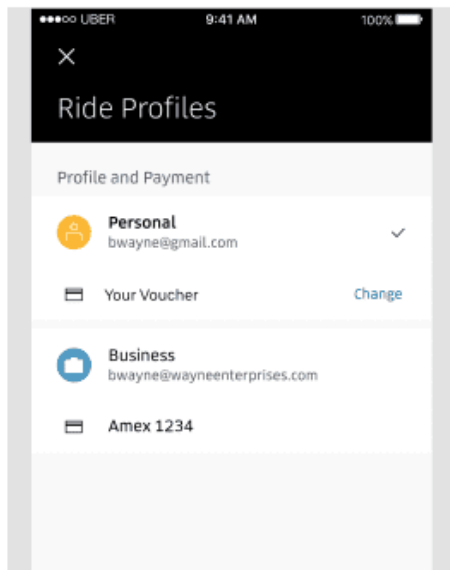 UBER
9:41 AM
100%
Ride Profiles
Profile and Payment
Personal
bwayne@gmail.com
Your Voucher
Change
Business
bwayne@wayneenterprises.com
Amex 1234